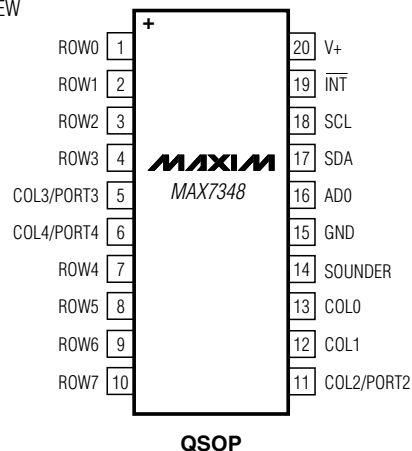 EW
+
ROW0 1 20 V+
ROW1 2 19 INT
ROW2 3 18 SCL
ROW3 4 MAXIM 17 SDA
COL3/PORT3 5 MAX7348 16 AD0
COL4/PORT4 6 15 GND
ROW4 7 14 SOUNDER
ROW5 8 13 COL0
ROW6 9 12 COL1
ROW7 10 11 COL2/PORT2
QSOP